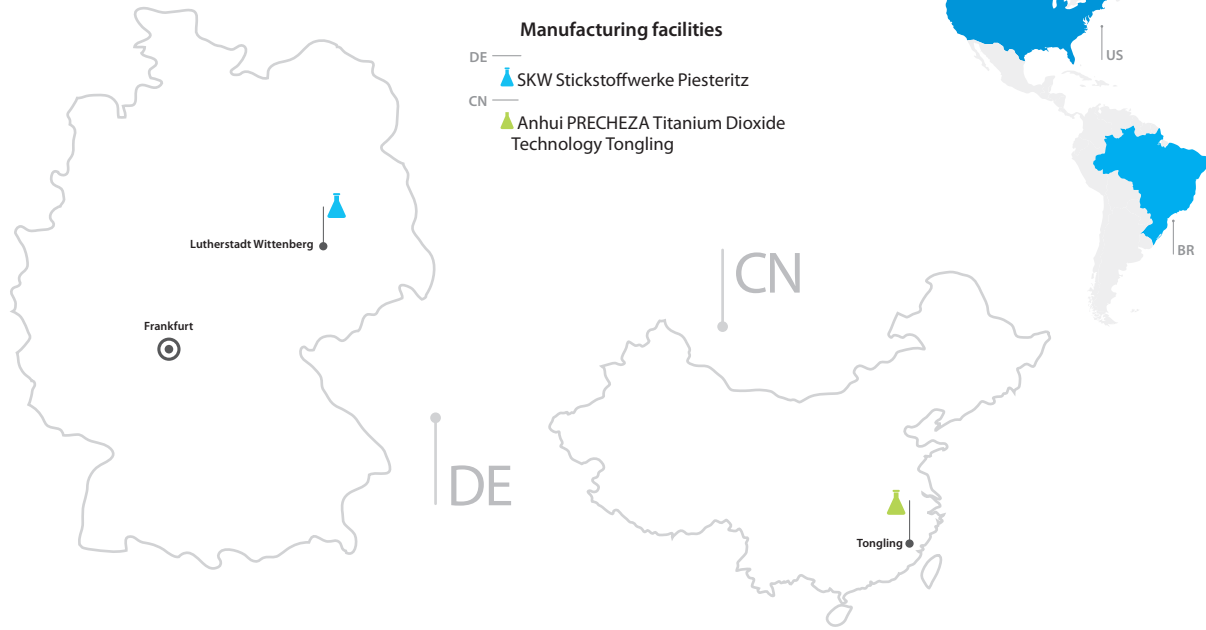 Manufacturing facilities
DE
SKW Stickstoffwerke Piesteritz
CN
Anhui PRECHEZA Titanium Dioxide
Technology Tongling
US
BR
Lutherstadt Wittenberg
Frankfurt
DE
CN
Tongling